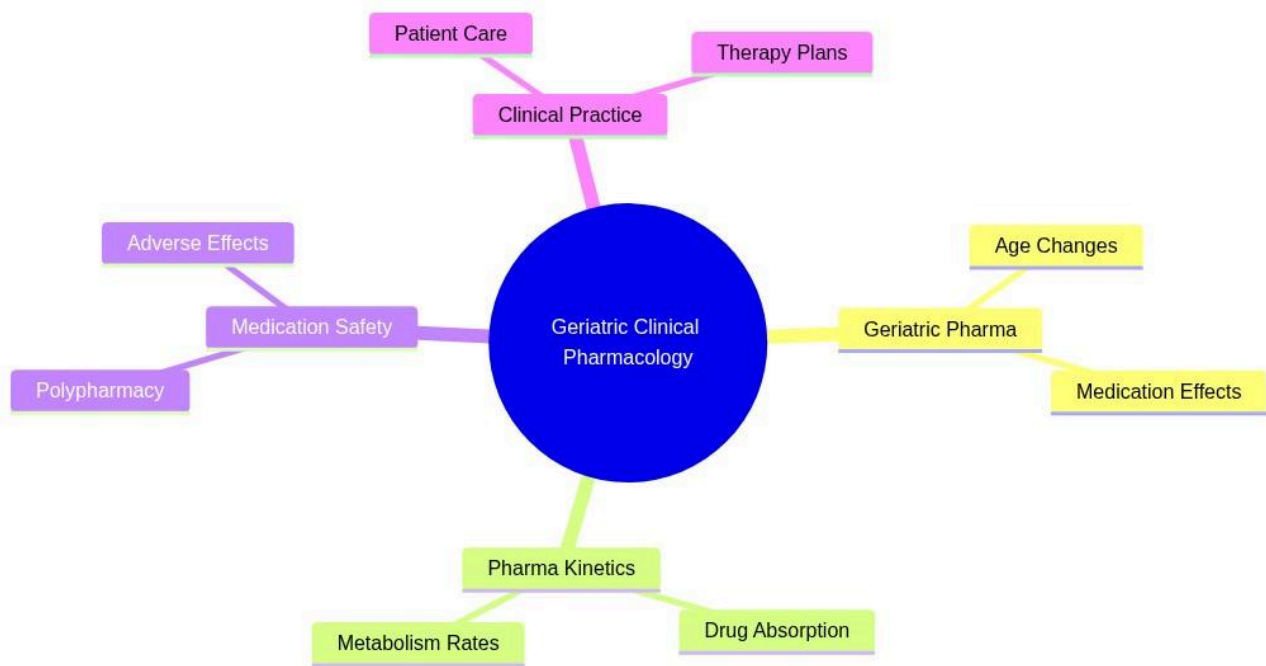 Patient Care
Therapy Plans
Clinical Practice
Adverse Effects
Age Changes
Medication Safety
Geriatric Clinical
Pharmacology
Geriatric Pharma
Polypharmacy
Medication Effects
Pharma Kinetics
Metabolism Rates
Drug Absorption